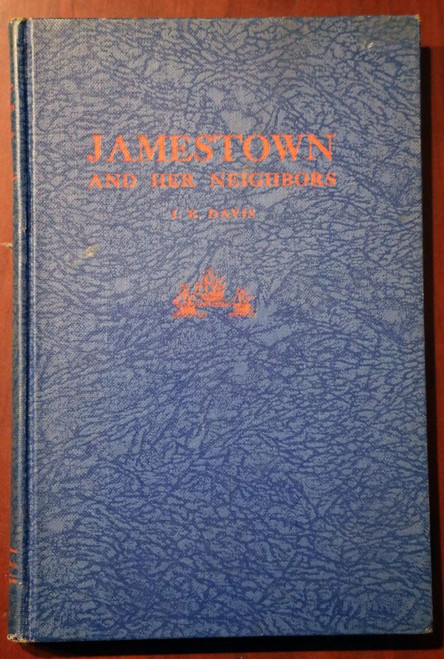 JAMESTOWN
AND HER NEIGHBORS
J. E. DAVIS